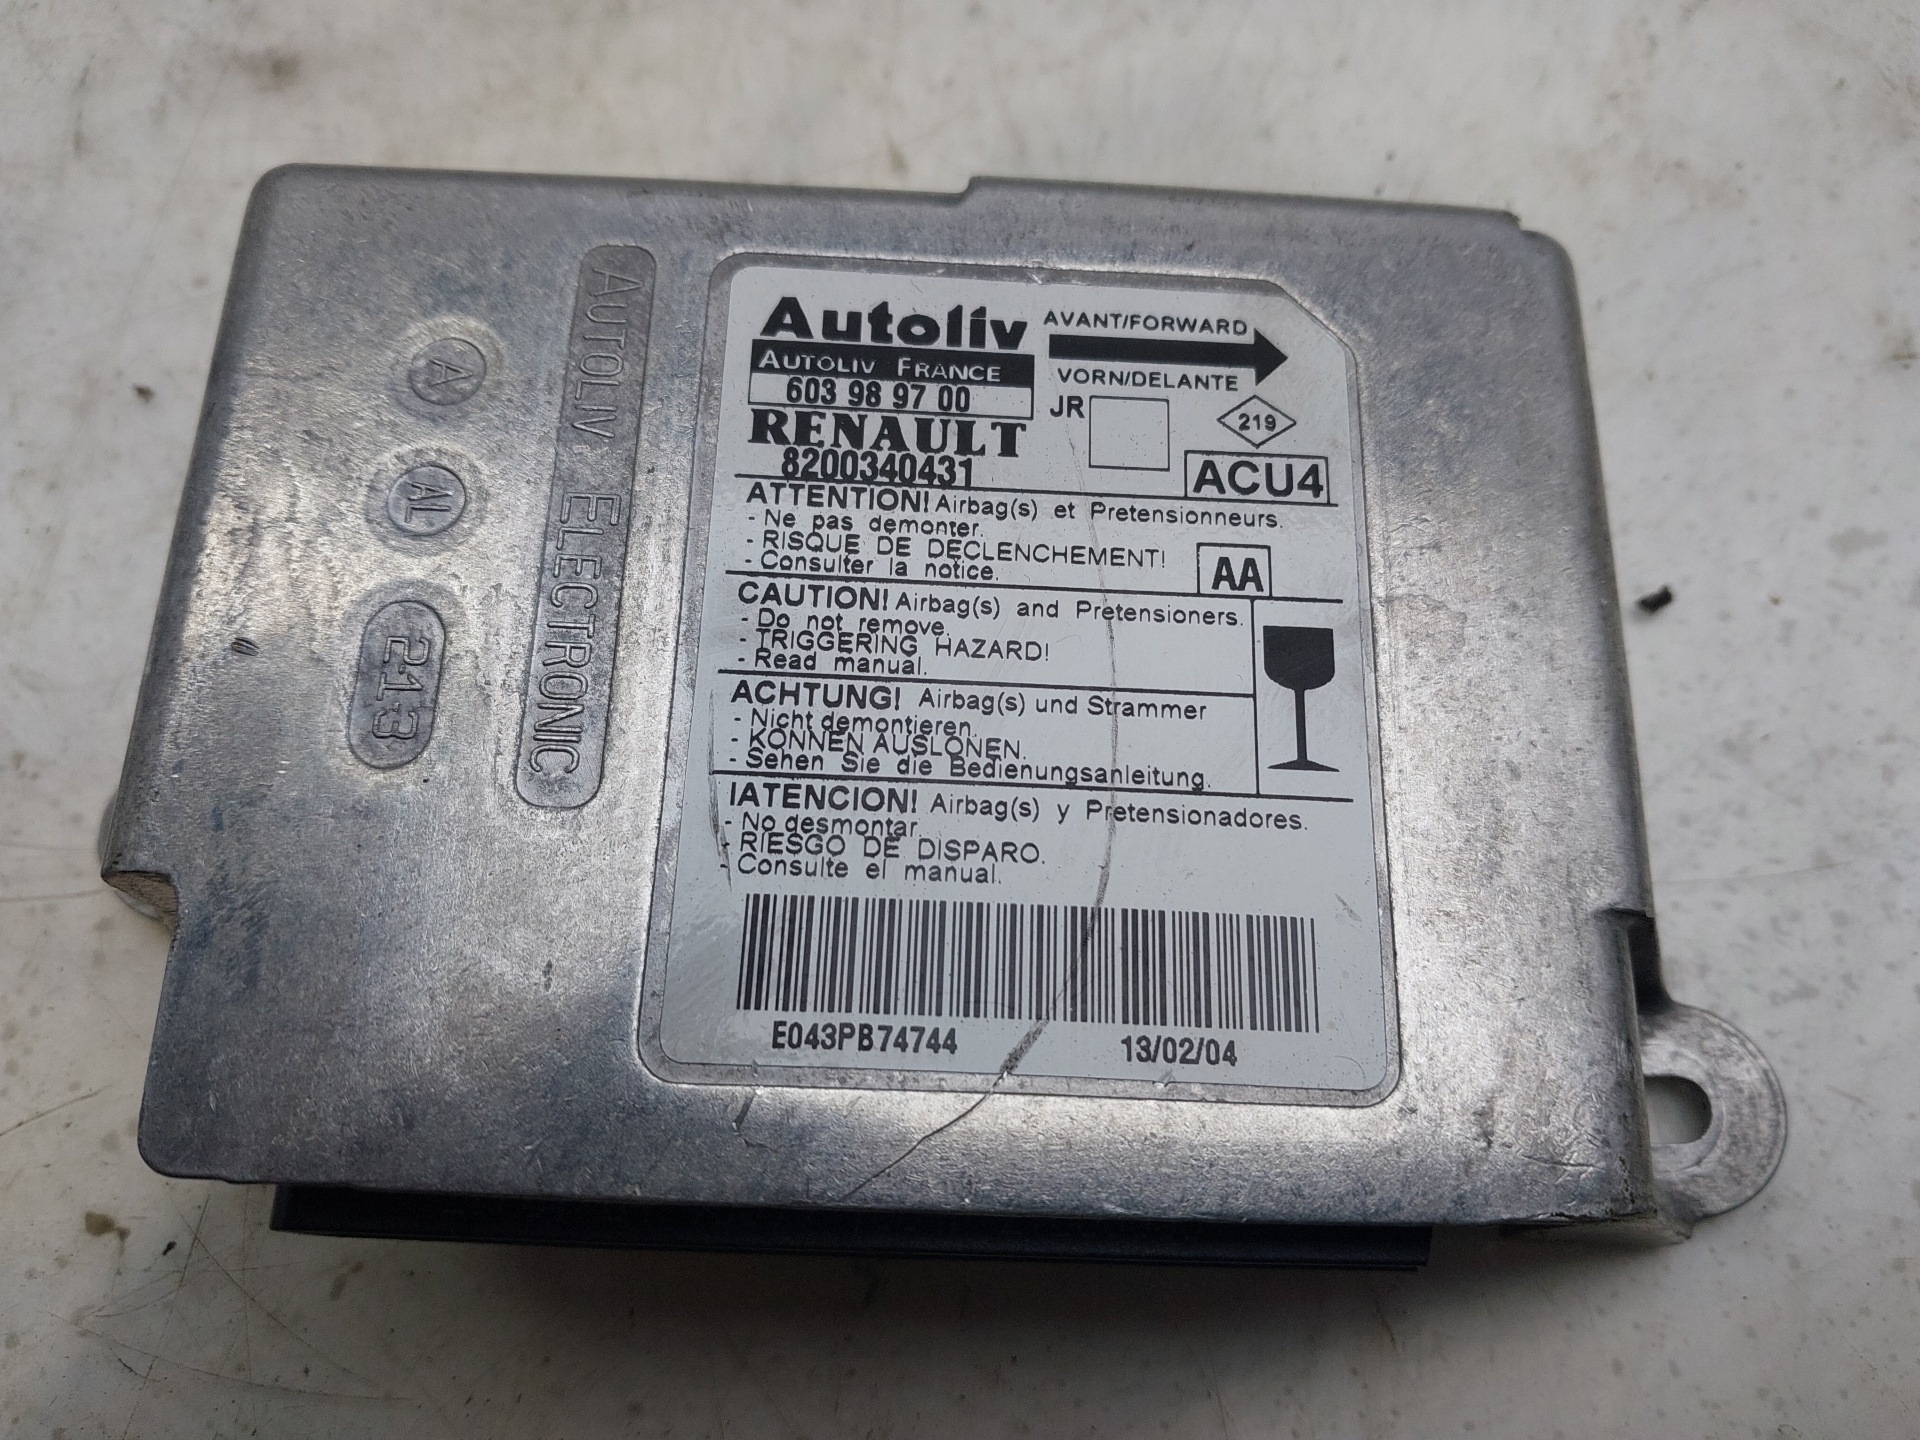 Autoliv
AUTOLIV FRANCE
603 98 97 00
RENAULT
8200340431
AVANT/FORWARD
VORN/DELANTE
JR
219
ACU4
ATTENTION! Airbag(s) et Pretensionneurs.
- Ne pas demonter.
- RISQUE DE DECLENCHEMENT!
- Consulter la notice.
AA
CAUTION! Airbag(s) and Pretensioners.
- Do not remove.
- TRIGGERING HAZARD!
- Read manual.
ACHTUNG! Airbag(s) und Strammer
- Nicht demontieren.
- KONNEN AUSLONEN.
- Sehen Sie die Bedienungsanleitung.
IATENCION! Airbag(s) y Pretensionadores.
- No desmontar.
- RIESGO DE DISPARO.
- Consulte el manual.
E043PB74744 13/02/04
AUTOLIV ELECTRONIC
A
AL
213